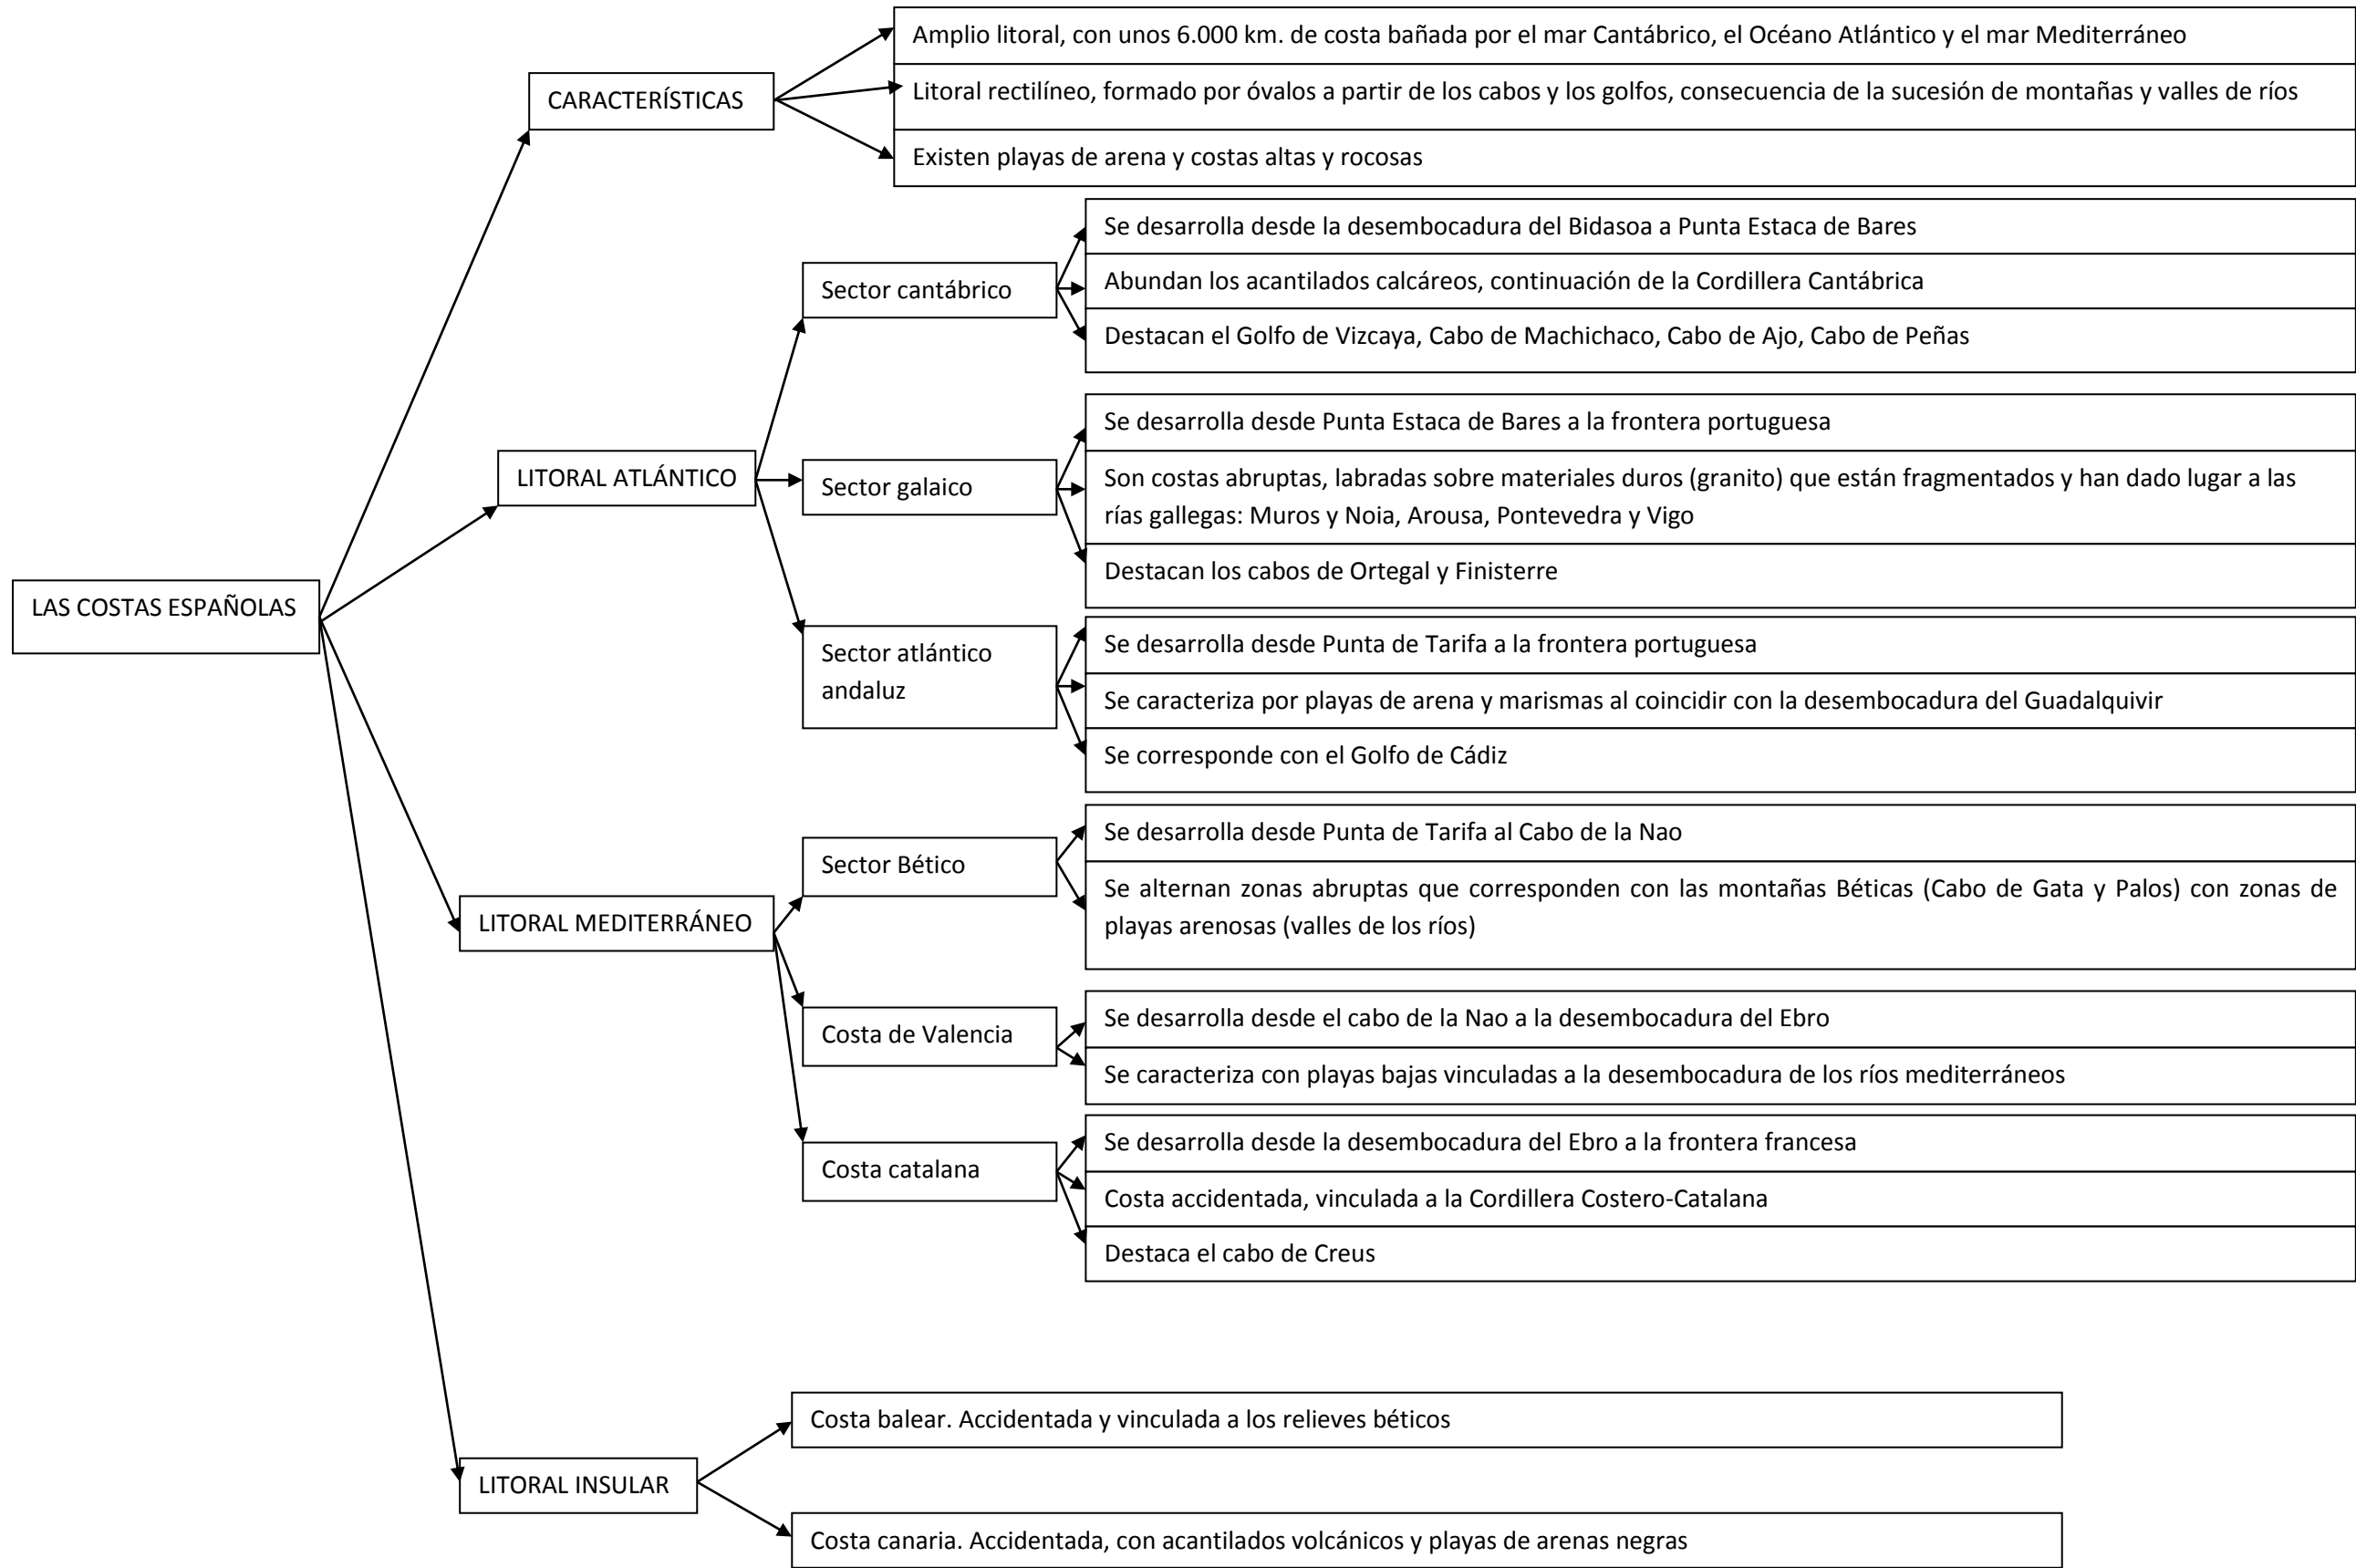 LAS COSTAS ESPAÑOLAS
CARACTERÍSTICAS
Amplio litoral, con unos 6.000 km. de costa bañada por el mar Cantábrico, el Océano Atlántico y el mar Mediterráneo
Litoral rectilíneo, formado por óvalos a partir de los cabos y los golfos, consecuencia de la sucesión de montañas y valles de ríos
Existen playas de arena y costas altas y rocosas
LITORAL ATLÁNTICO
Sector cantábrico
Se desarrolla desde la desembocadura del Bidasoa a Punta Estaca de Bares
Abundan los acantilados calcáreos, continuación de la Cordillera Cantábrica
Destacan el Golfo de Vizcaya, Cabo de Machichaco, Cabo de Ajo, Cabo de Peñas
Sector galaico
Se desarrolla desde Punta Estaca de Bares a la frontera portuguesa
Son costas abruptas, labradas sobre materiales duros (granito) que están fragmentados y han dado lugar a las
rías gallegas: Muros y Noia, Arousa, Pontevedra y Vigo
Destacan los cabos de Ortegal y Finisterre
Sector atlántico
andaluz
Se desarrolla desde Punta de Tarifa a la frontera portuguesa
Se caracteriza por playas de arena y marismas al coincidir con la desembocadura del Guadalquivir
Se corresponde con el Golfo de Cádiz
LITORAL MEDITERRÁNEO
Sector Bético
Se desarrolla desde Punta de Tarifa al Cabo de la Nao
Se alternan zonas abruptas que corresponden con las montañas Béticas (Cabo de Gata y Palos) con zonas de
playas arenosas (valles de los ríos)
Costa de Valencia
Se desarrolla desde el cabo de la Nao a la desembocadura del Ebro
Se caracteriza con playas bajas vinculadas a la desembocadura de los ríos mediterráneos
Costa catalana
Se desarrolla desde la desembocadura del Ebro a la frontera francesa
Costa accidentada, vinculada a la Cordillera Costero-Catalana
Destaca el cabo de Creus
LITORAL INSULAR
Costa balear. Accidentada y vinculada a los relieves béticos
Costa canaria. Accidentada, con acantilados volcánicos y playas de arenas negras